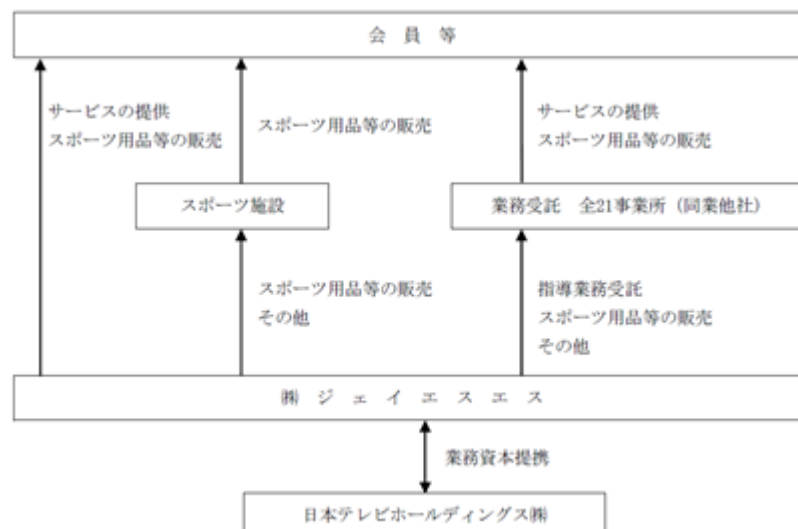 会 員 等
サービスの提供
スポーツ用品等の販売
スポーツ用品等の販売
サービスの提供
スポーツ用品等の販売
スポーツ施設
業務受託 全21事業所（同業他社）
スポーツ用品等の販売
その他
指導業務受託
スポーツ用品等の販売
その他
㈱ ジ ェ イ エ ス エ ス
業務資本提携
日本テレビホールディングス㈱